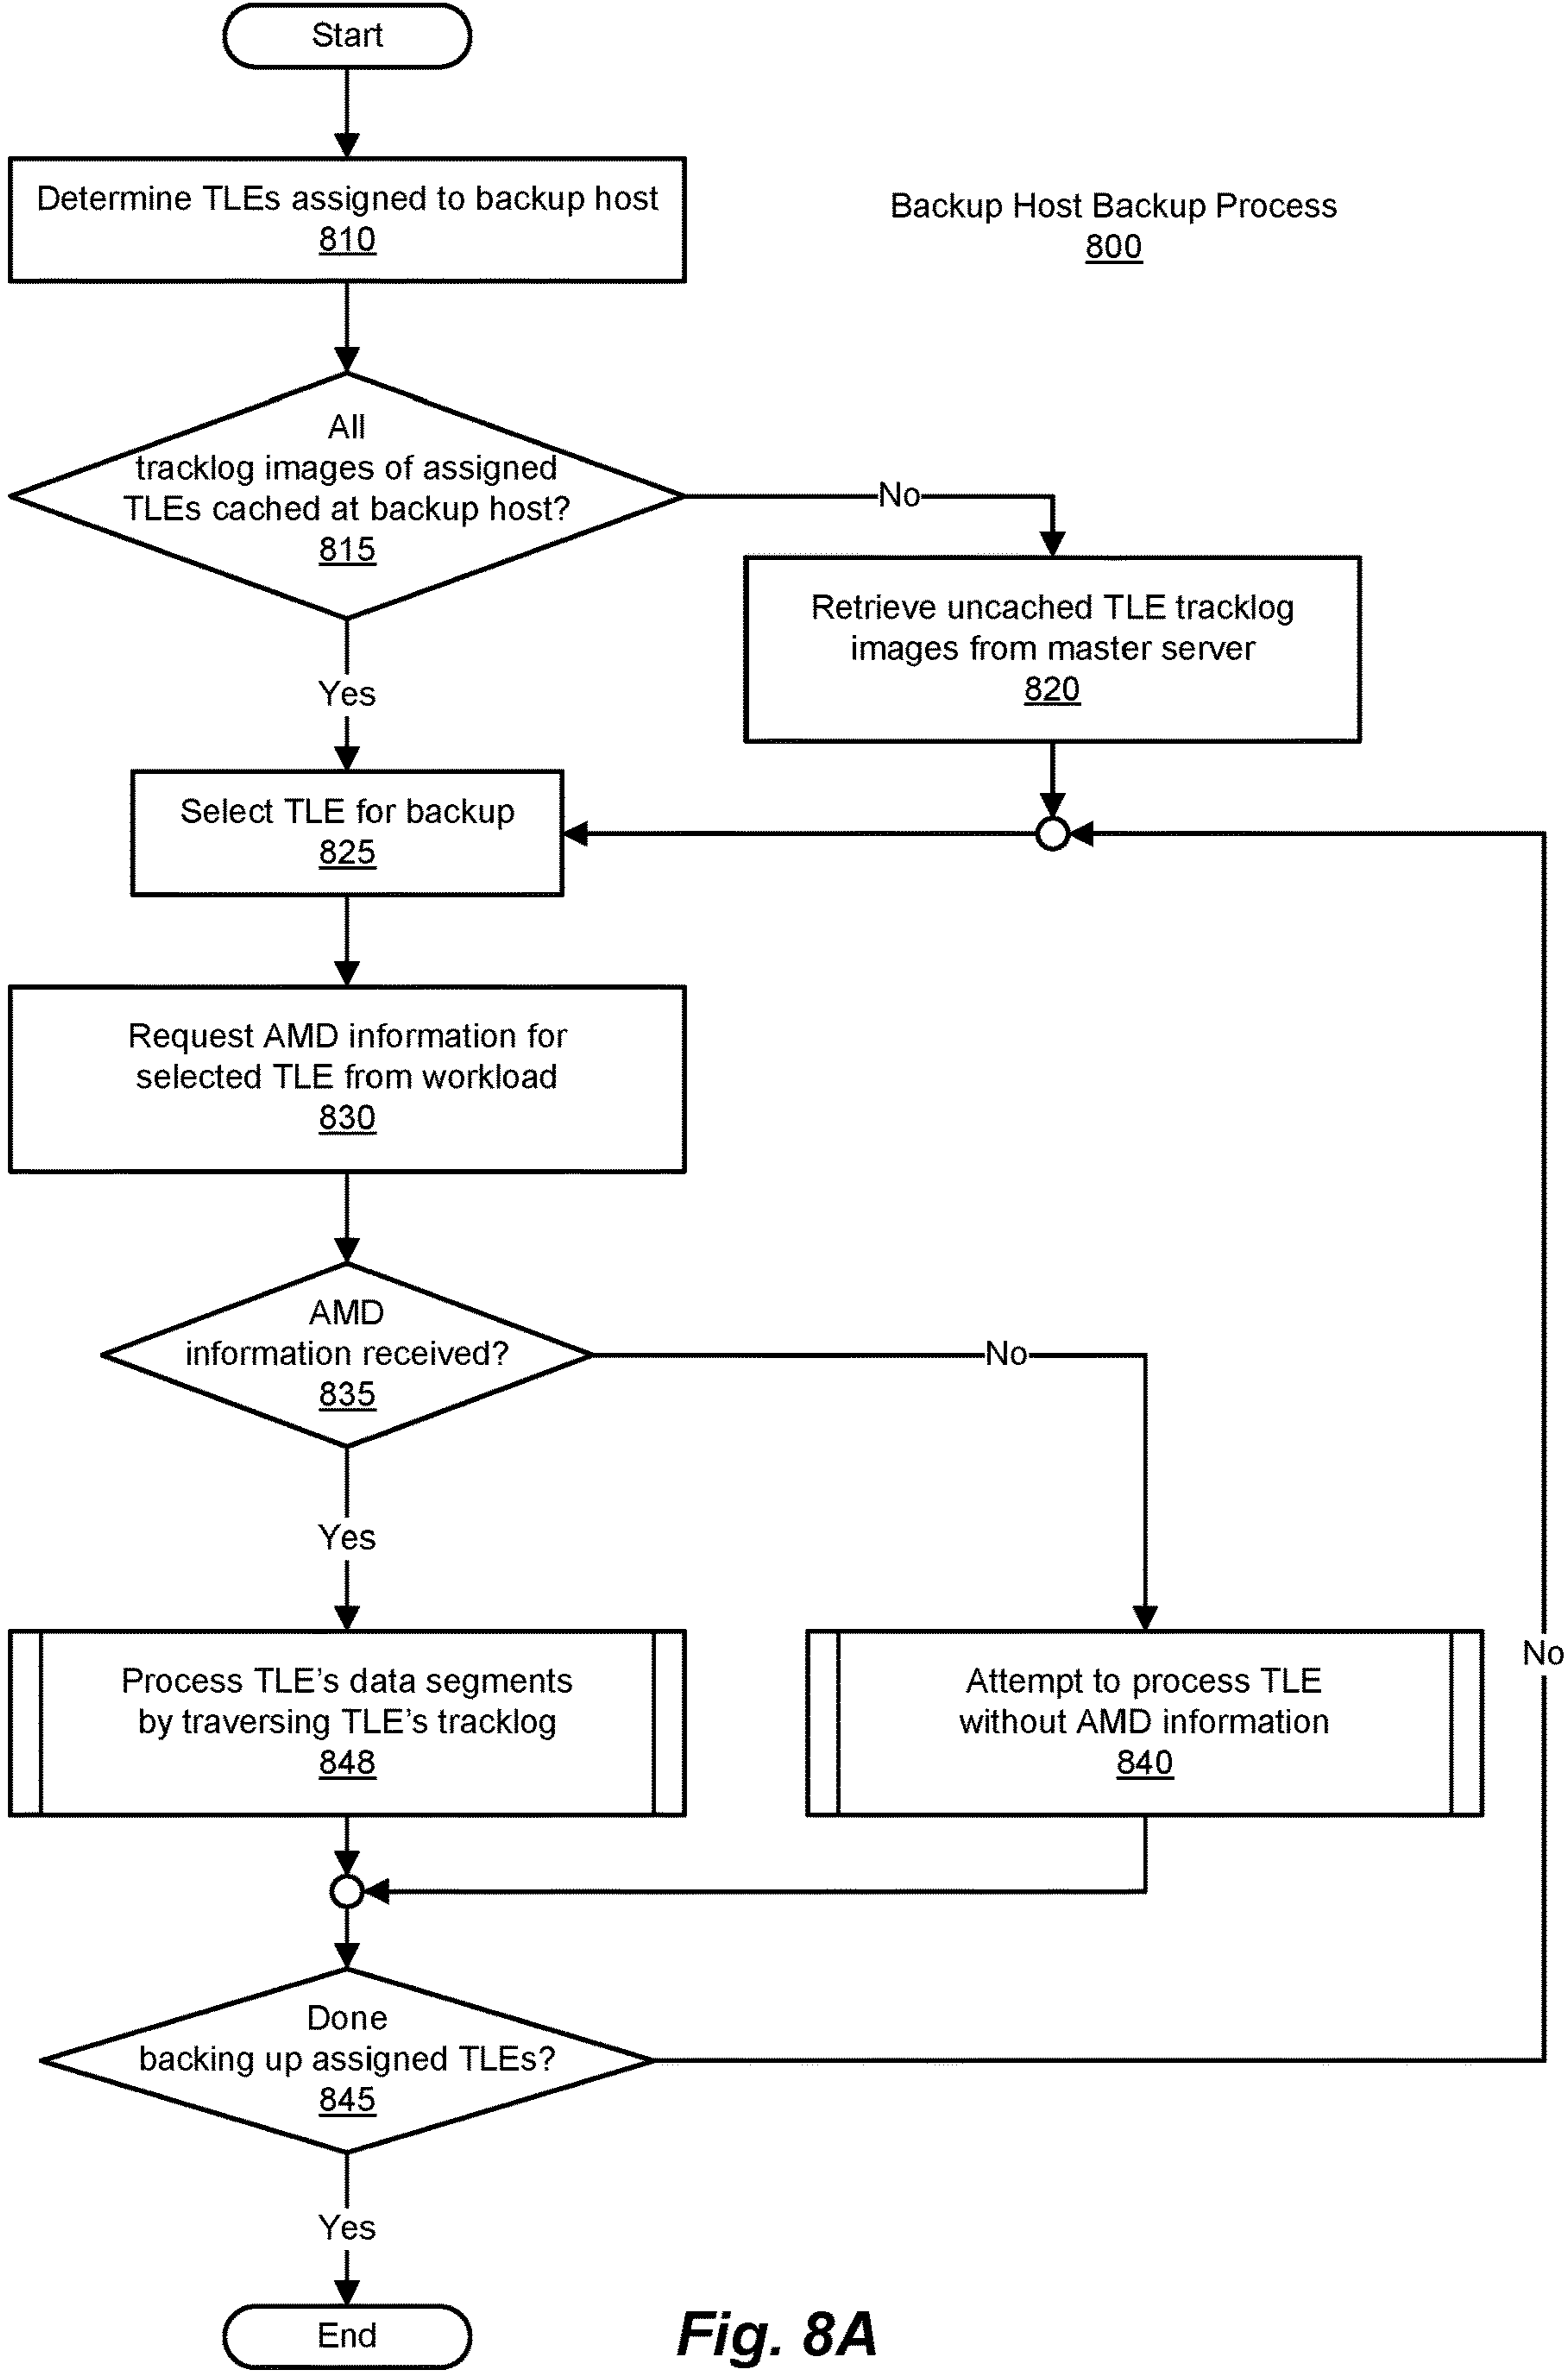 Start
Determine TLEs assigned to backup host
810
Backup Host Backup Process
800
All
tracklog images of assigned
TLEs cached at backup host?
815
No
Retrieve uncached TLE tracklog
images from master server
820
Yes
Select TLE for backup
825
Request AMD information for
selected TLE from workload
830
AMD
information received?
835
No
Yes
Process TLE’s data segments
by traversing TLE’s tracklog
848
Attempt to process TLE
without AMD information
840
No
Done
backing up assigned TLEs?
845
Yes
End
Fig. 8A